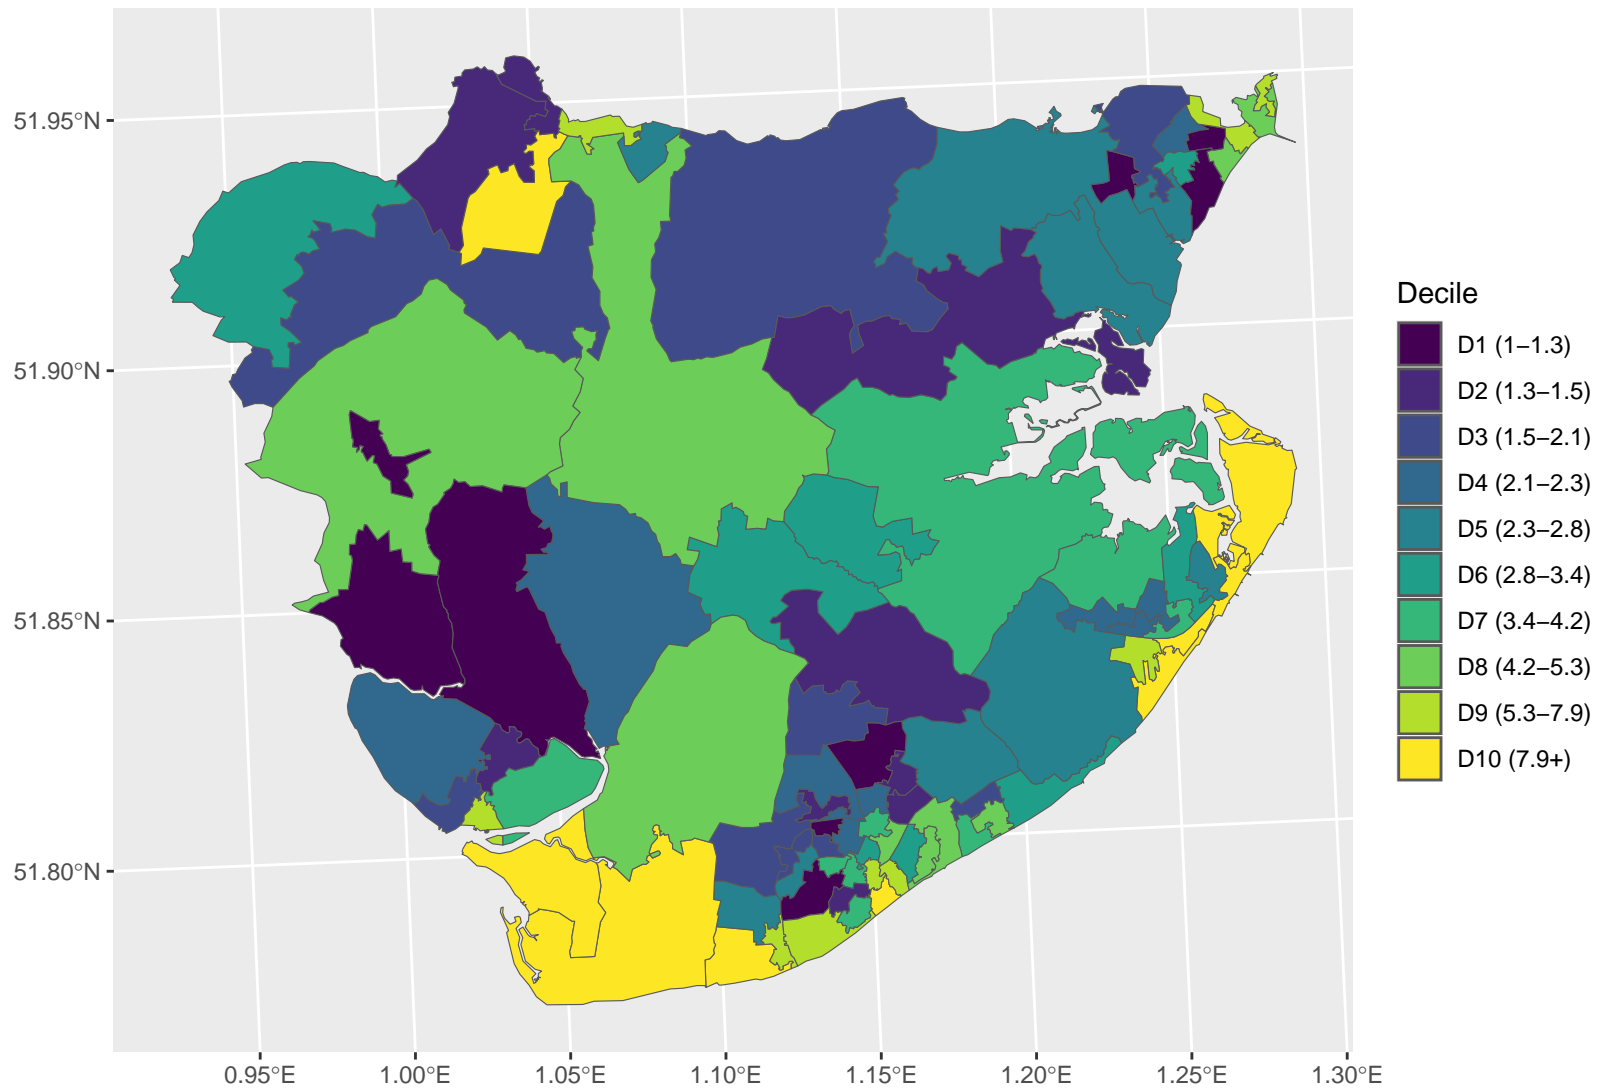 51.95°N
51.90°N
51.85°N
51.80°N
0.95°E
1.00°E
1.05°E
1.10°E
1.15°E
1.20°E
1.25°E
1.30°E
Decile
D1 (1–1.3)
D2 (1.3–1.5)
D3 (1.5–2.1)
D4 (2.1–2.3)
D5 (2.3–2.8)
D6 (2.8–3.4)
D7 (3.4–4.2)
D8 (4.2–5.3)
D9 (5.3–7.9)
D10 (7.9+)